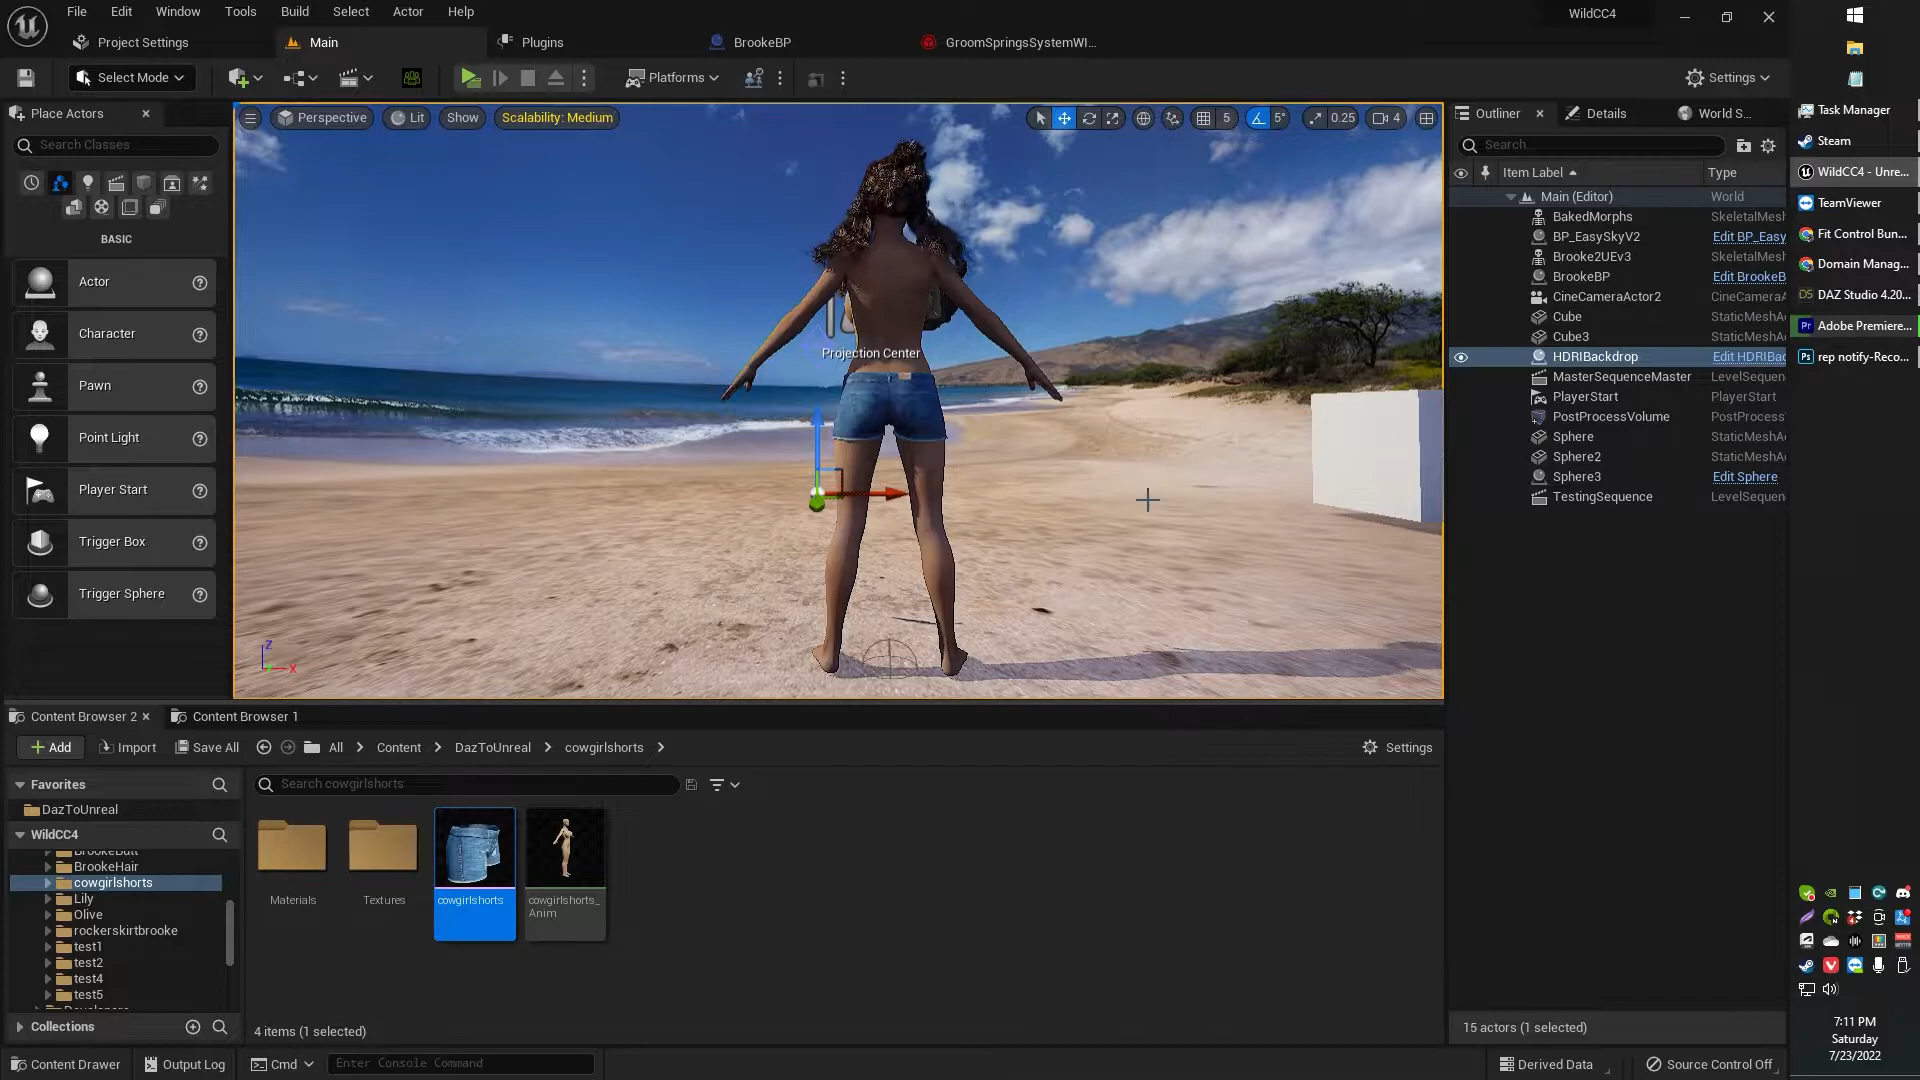 File Edit Window Tools Build Select Actor Help
WildCC4
Project Settings
Main
Plugins
BrookeBP
GroomSpringsSystemWI...
Select Mode
Platforms
Settings
Place Actors
Search Classes
BASIC
Actor
Character
Pawn
Point Light
Player Start
Trigger Box
Trigger Sphere
Perspective
Lit
Show
Scalability: Medium
5
5°
0.25
4
Projection Center
Z
X
Outliner
Details
World S...
Search...
Item Label
Type
Main (Editor) World
BakedMorphs SkeletalMesh
BP_EasySkyV2 Edit BP_Easy
Brooke2UEv3 SkeletalMesh
BrookeBP Edit BrookeB
CineCameraActor2 CineCameraA
Cube StaticMeshA
Cube3 StaticMeshA
HDRIBackdrop Edit HDRIBac
MasterSequenceMaster LevelSequen
PlayerStart PlayerStart
PostProcessVolume PostProcess
Sphere StaticMeshA
Sphere2 StaticMeshA
Sphere3 Edit Sphere
TestingSequence LevelSequen
15 actors (1 selected)
Content Browser 2
Content Browser 1
Add
Import
Save All
All
Content
DazToUnreal
cowgirlshorts
Settings
Favorites
DazToUnreal
WildCC4
BrookeButt
BrookeHair
cowgirlshorts
Lily
Olive
rockerskirtbrooke
test1
test2
test4
test5
Collections
Search cowgirlshorts
Materials
Textures
cowgirlshorts
cowgirlshorts_
Anim
4 items (1 selected)
Content Drawer
Output Log
Cmd
Enter Console Command
Derived Data
Source Control Off
Task Manager
Steam
WildCC4 - Unre...
TeamViewer
Fit Control Bun...
Domain Manag...
DS DAZ Studio 4.20...
Pr Adobe Premiere...
Ps rep notify-Reco...
7:11 PM
Saturday
7/23/2022